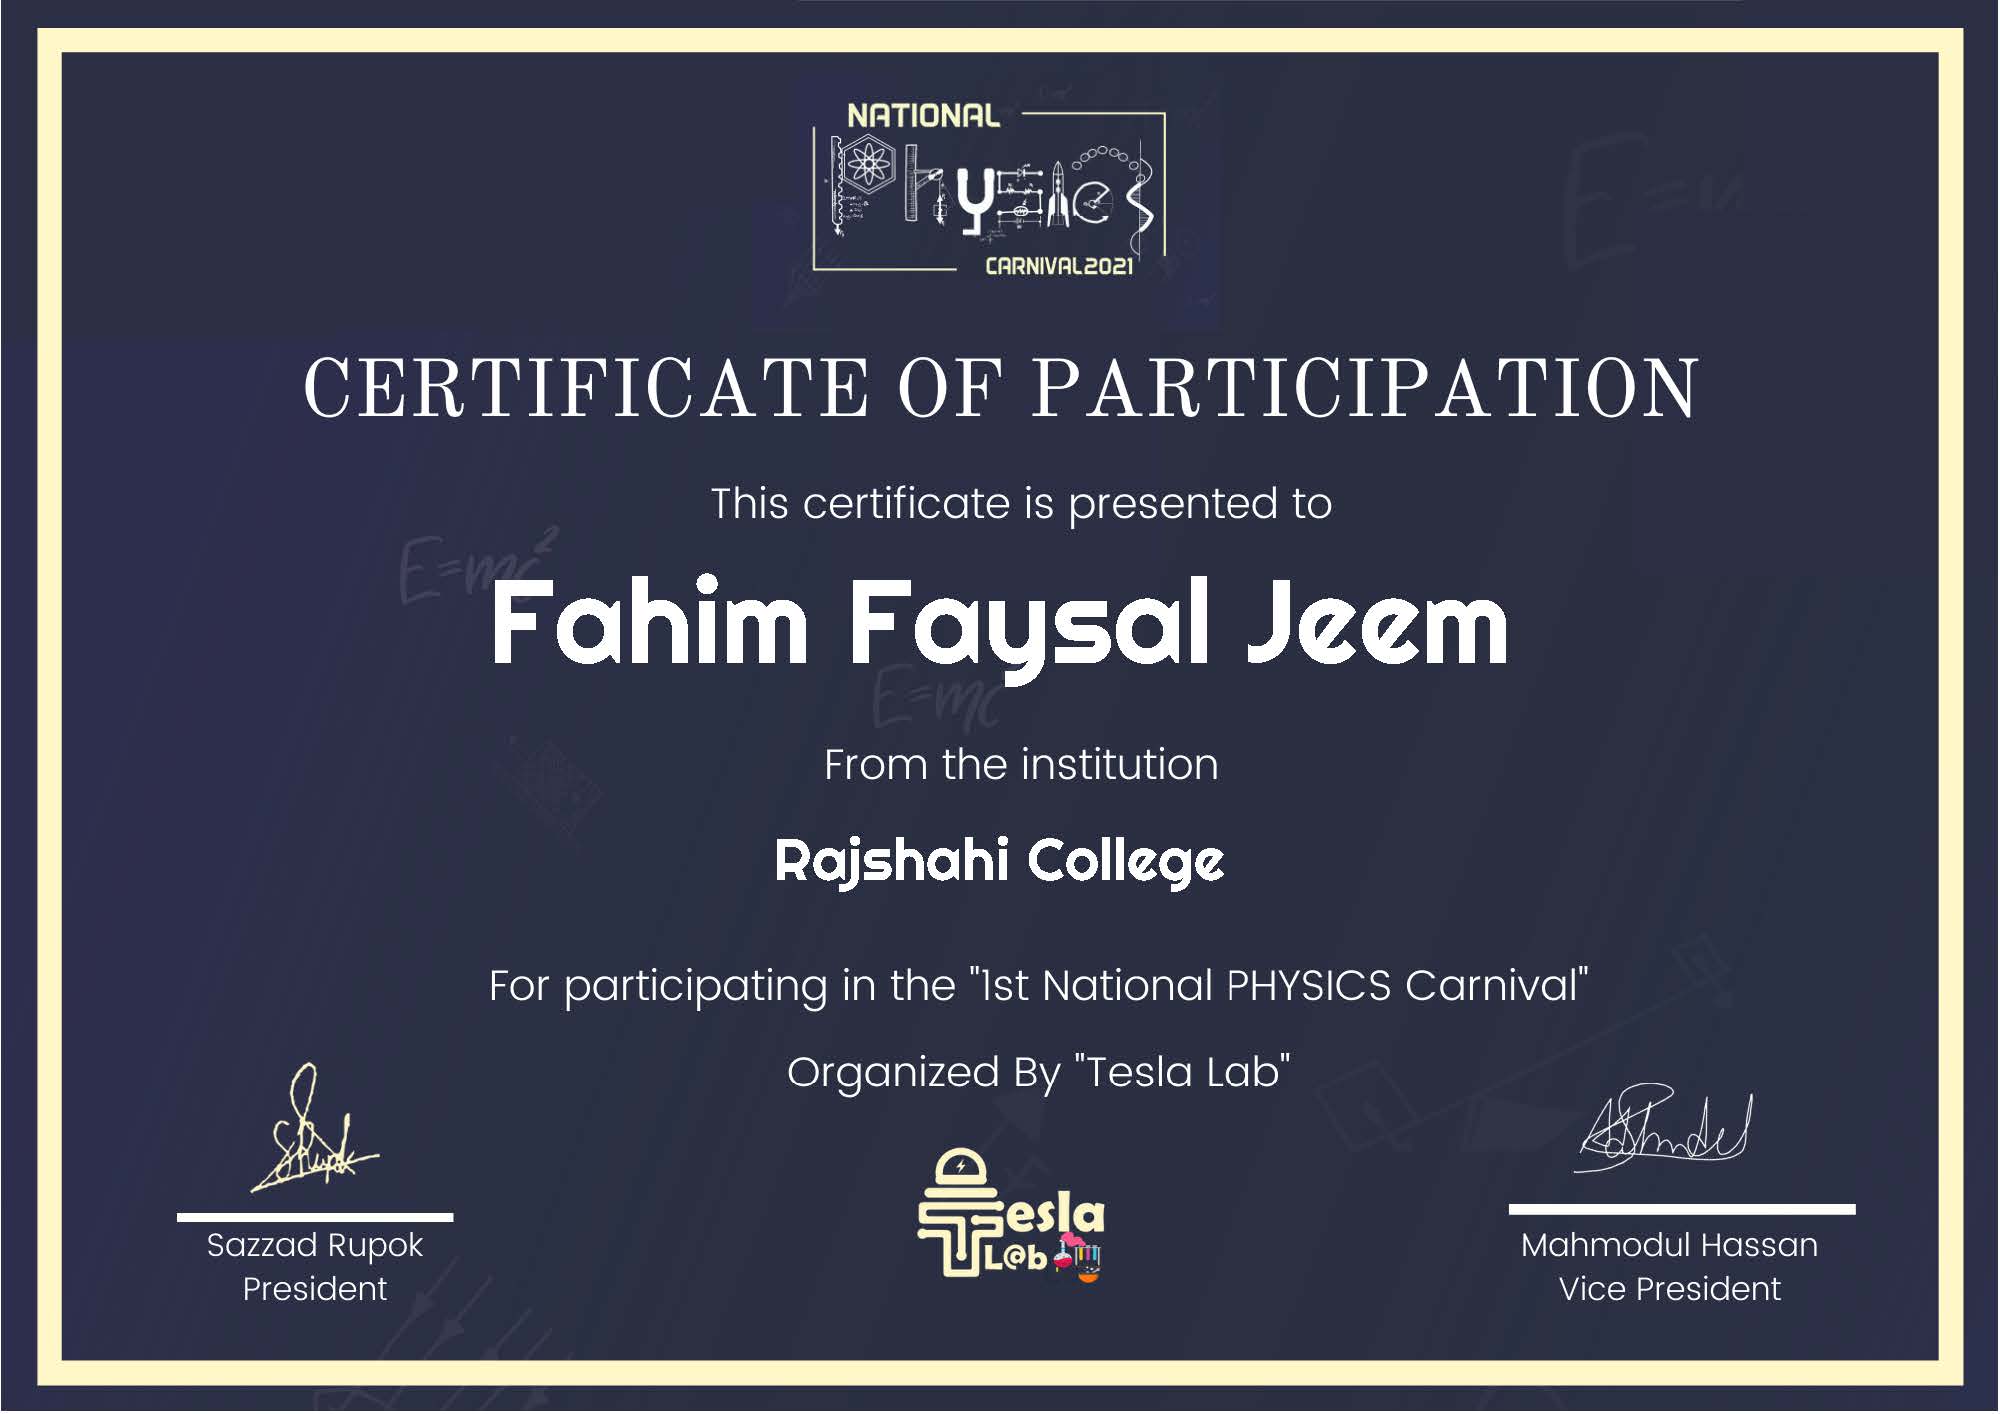 NATIONAL
Physics
CARNIVAL2021
CERTIFICATE OF PARTICIPATION
This certificate is presented to
E=mc²
Fahim Faysal Jeem
E=mc
From the institution
Rajshahi College
For participating in the "1st National PHYSICS Carnival"
Organized By "Tesla Lab"
Tesla
L@b
Sazzad Rupok
President
Mahmodul Hassan
Vice President